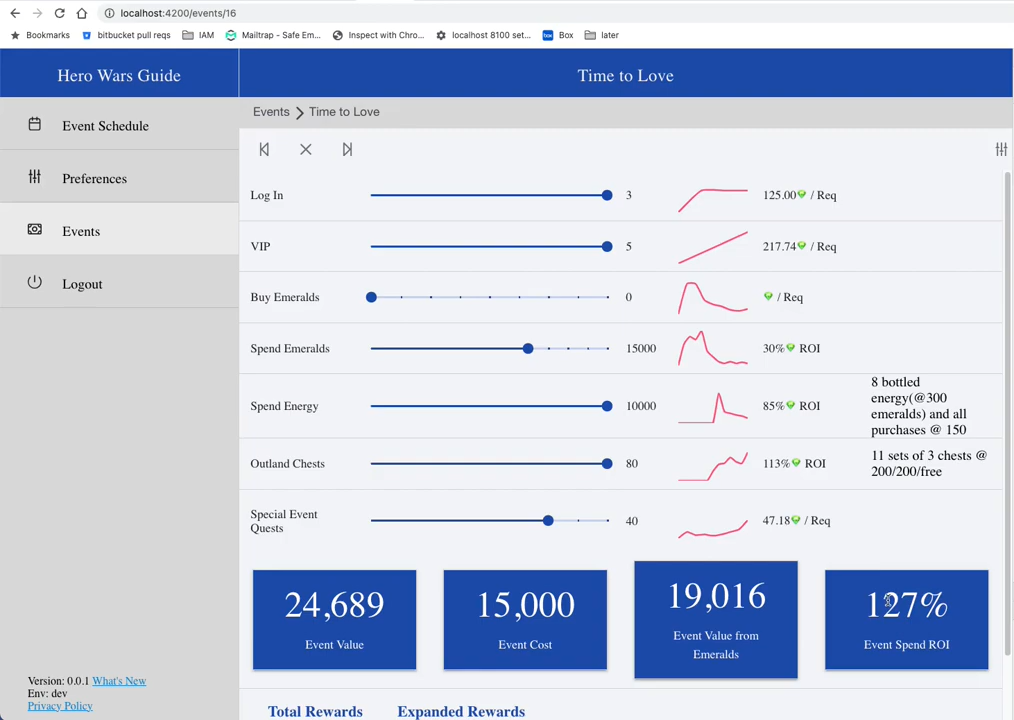 localhost:4200/events/16
Bookmarks bitbucket pull reqs IAM Mailtrap - Safe Em... Inspect with Chro... localhost 8100 set... Box later
Hero Wars Guide
Time to Love
Events Time to Love
Event Schedule
Preferences
Events
Logout
Log In 3 125.00 / Req
VIP 5 217.74 / Req
Buy Emeralds 0 / Req
Spend Emeralds 15000 30% ROI
Spend Energy 10000 85% ROI
8 bottled
energy(@300
emeralds) and all
purchases @ 150
Outland Chests 80 113% ROI
11 sets of 3 chests @
200/200/free
Special Event
Quests
40 47.18 / Req
24,689
Event Value
15,000
Event Cost
19,016
Event Value from
Emeralds
127%
Event Spend ROI
Version: 0.0.1 What's New
Env: dev
Privacy Policy
Total Rewards Expanded Rewards